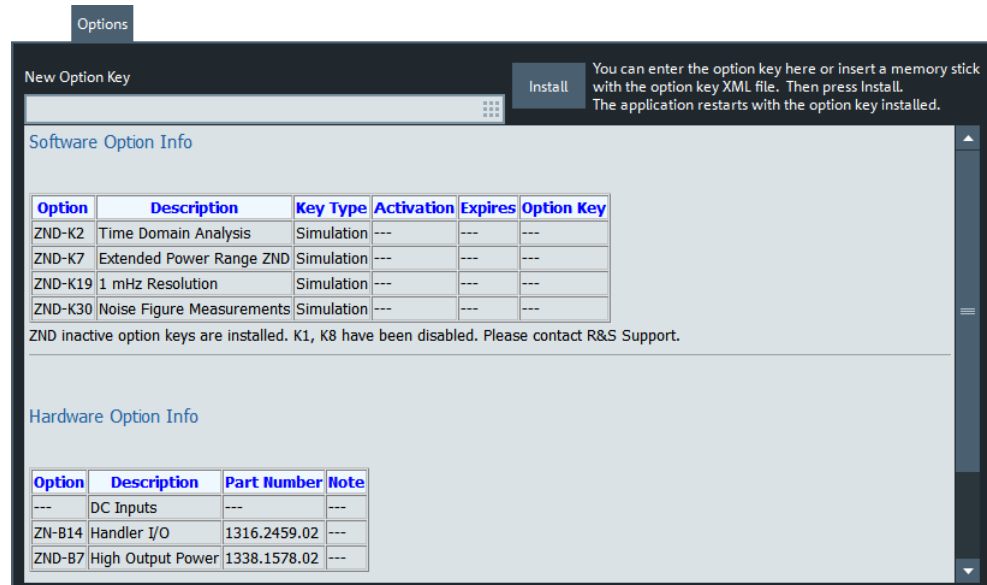 Options
New Option Key
Install
You can enter the option key here or insert a memory stick
with the option key XML file.  Then press Install.
The application restarts with the option key installed.
Software Option Info
Option Description Key Type Activation Expires Option Key
ZND-K2 Time Domain Analysis Simulation --- --- ---
ZND-K7 Extended Power Range ZND Simulation --- --- ---
ZND-K19 1 mHz Resolution Simulation --- --- ---
ZND-K30 Noise Figure Measurements Simulation --- --- ---
ZND inactive option keys are installed. K1, K8 have been disabled. Please contact R&S Support.
Hardware Option Info
Option Description Part Number Note
--- DC Inputs --- ---
ZN-B14 Handler I/O 1316.2459.02 ---
ZND-B7 High Output Power 1338.1578.02 ---